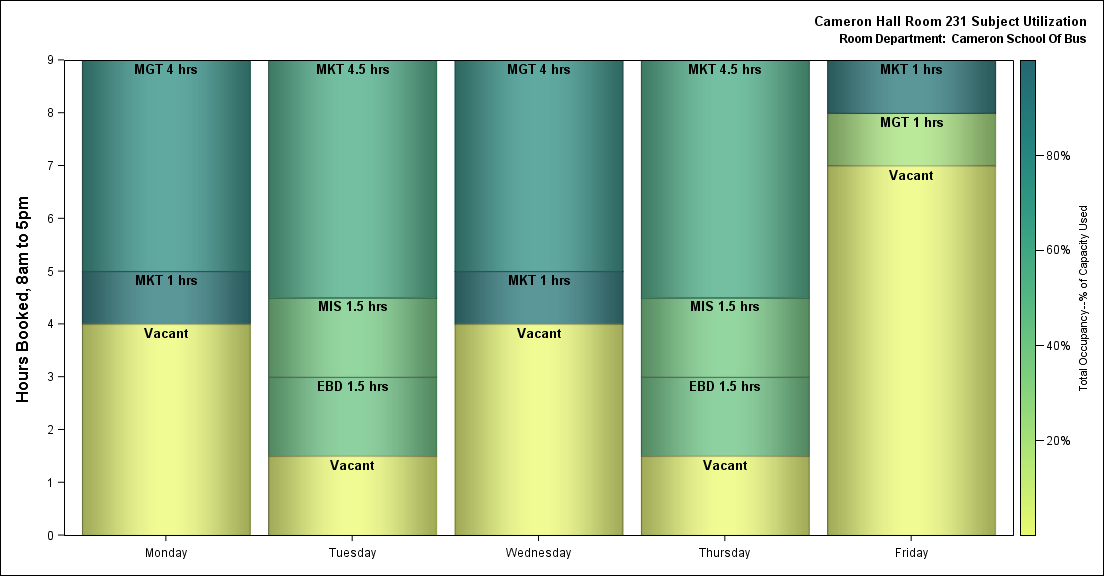 Cameron Hall Room 231 Subject Utilization
Room Department: Cameron School Of Bus
Hours Booked, 8am to 5pm
9
8
7
6
5
4
3
2
1
0
MGT 4 hrs
MKT 1 hrs
Vacant
MKT 4.5 hrs
MIS 1.5 hrs
EBD 1.5 hrs
Vacant
MGT 4 hrs
MKT 1 hrs
Vacant
MKT 4.5 hrs
MIS 1.5 hrs
EBD 1.5 hrs
Vacant
MKT 1 hrs
MGT 1 hrs
Vacant
Monday
Tuesday
Wednesday
Thursday
Friday
80%
60%
40%
20%
Total Occupancy--% of Capacity Used